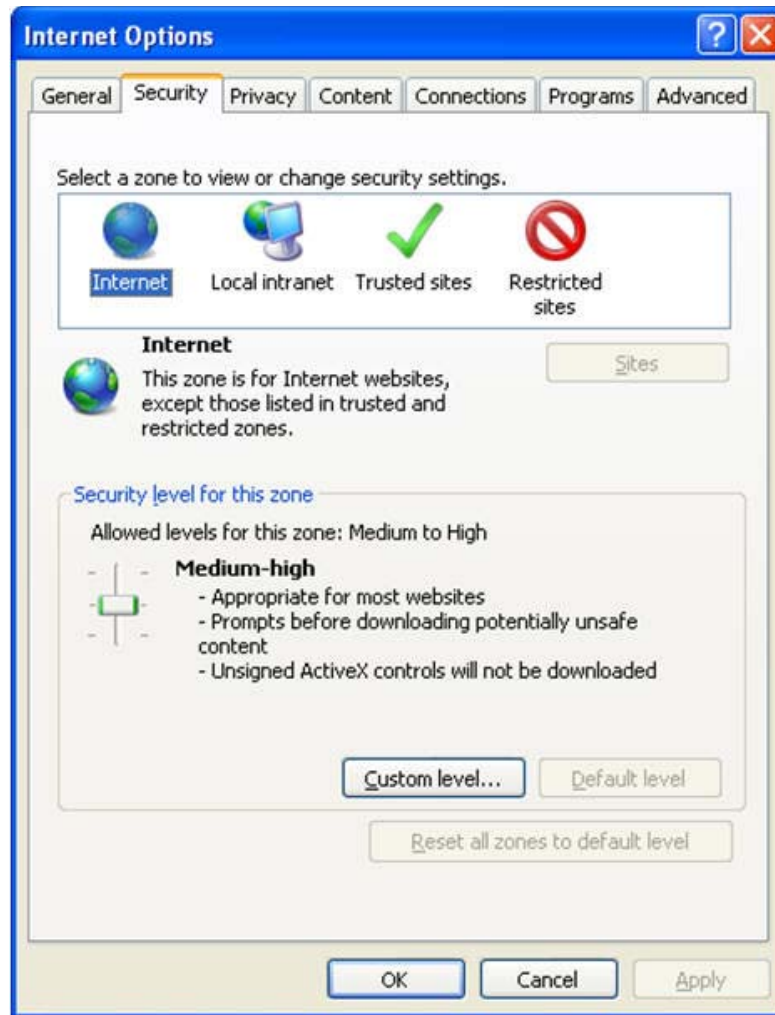 Internet Options
General Security Privacy Content Connections Programs Advanced
Select a zone to view or change security settings.
Internet Local intranet Trusted sites Restricted
sites
Internet
Sites
This zone is for Internet websites,
except those listed in trusted and
restricted zones.
Security level for this zone
Allowed levels for this zone: Medium to High
Medium-high
- Appropriate for most websites
- Prompts before downloading potentially unsafe
content
- Unsigned ActiveX controls will not be downloaded
Custom level... Default level
Reset all zones to default level
OK Cancel Apply